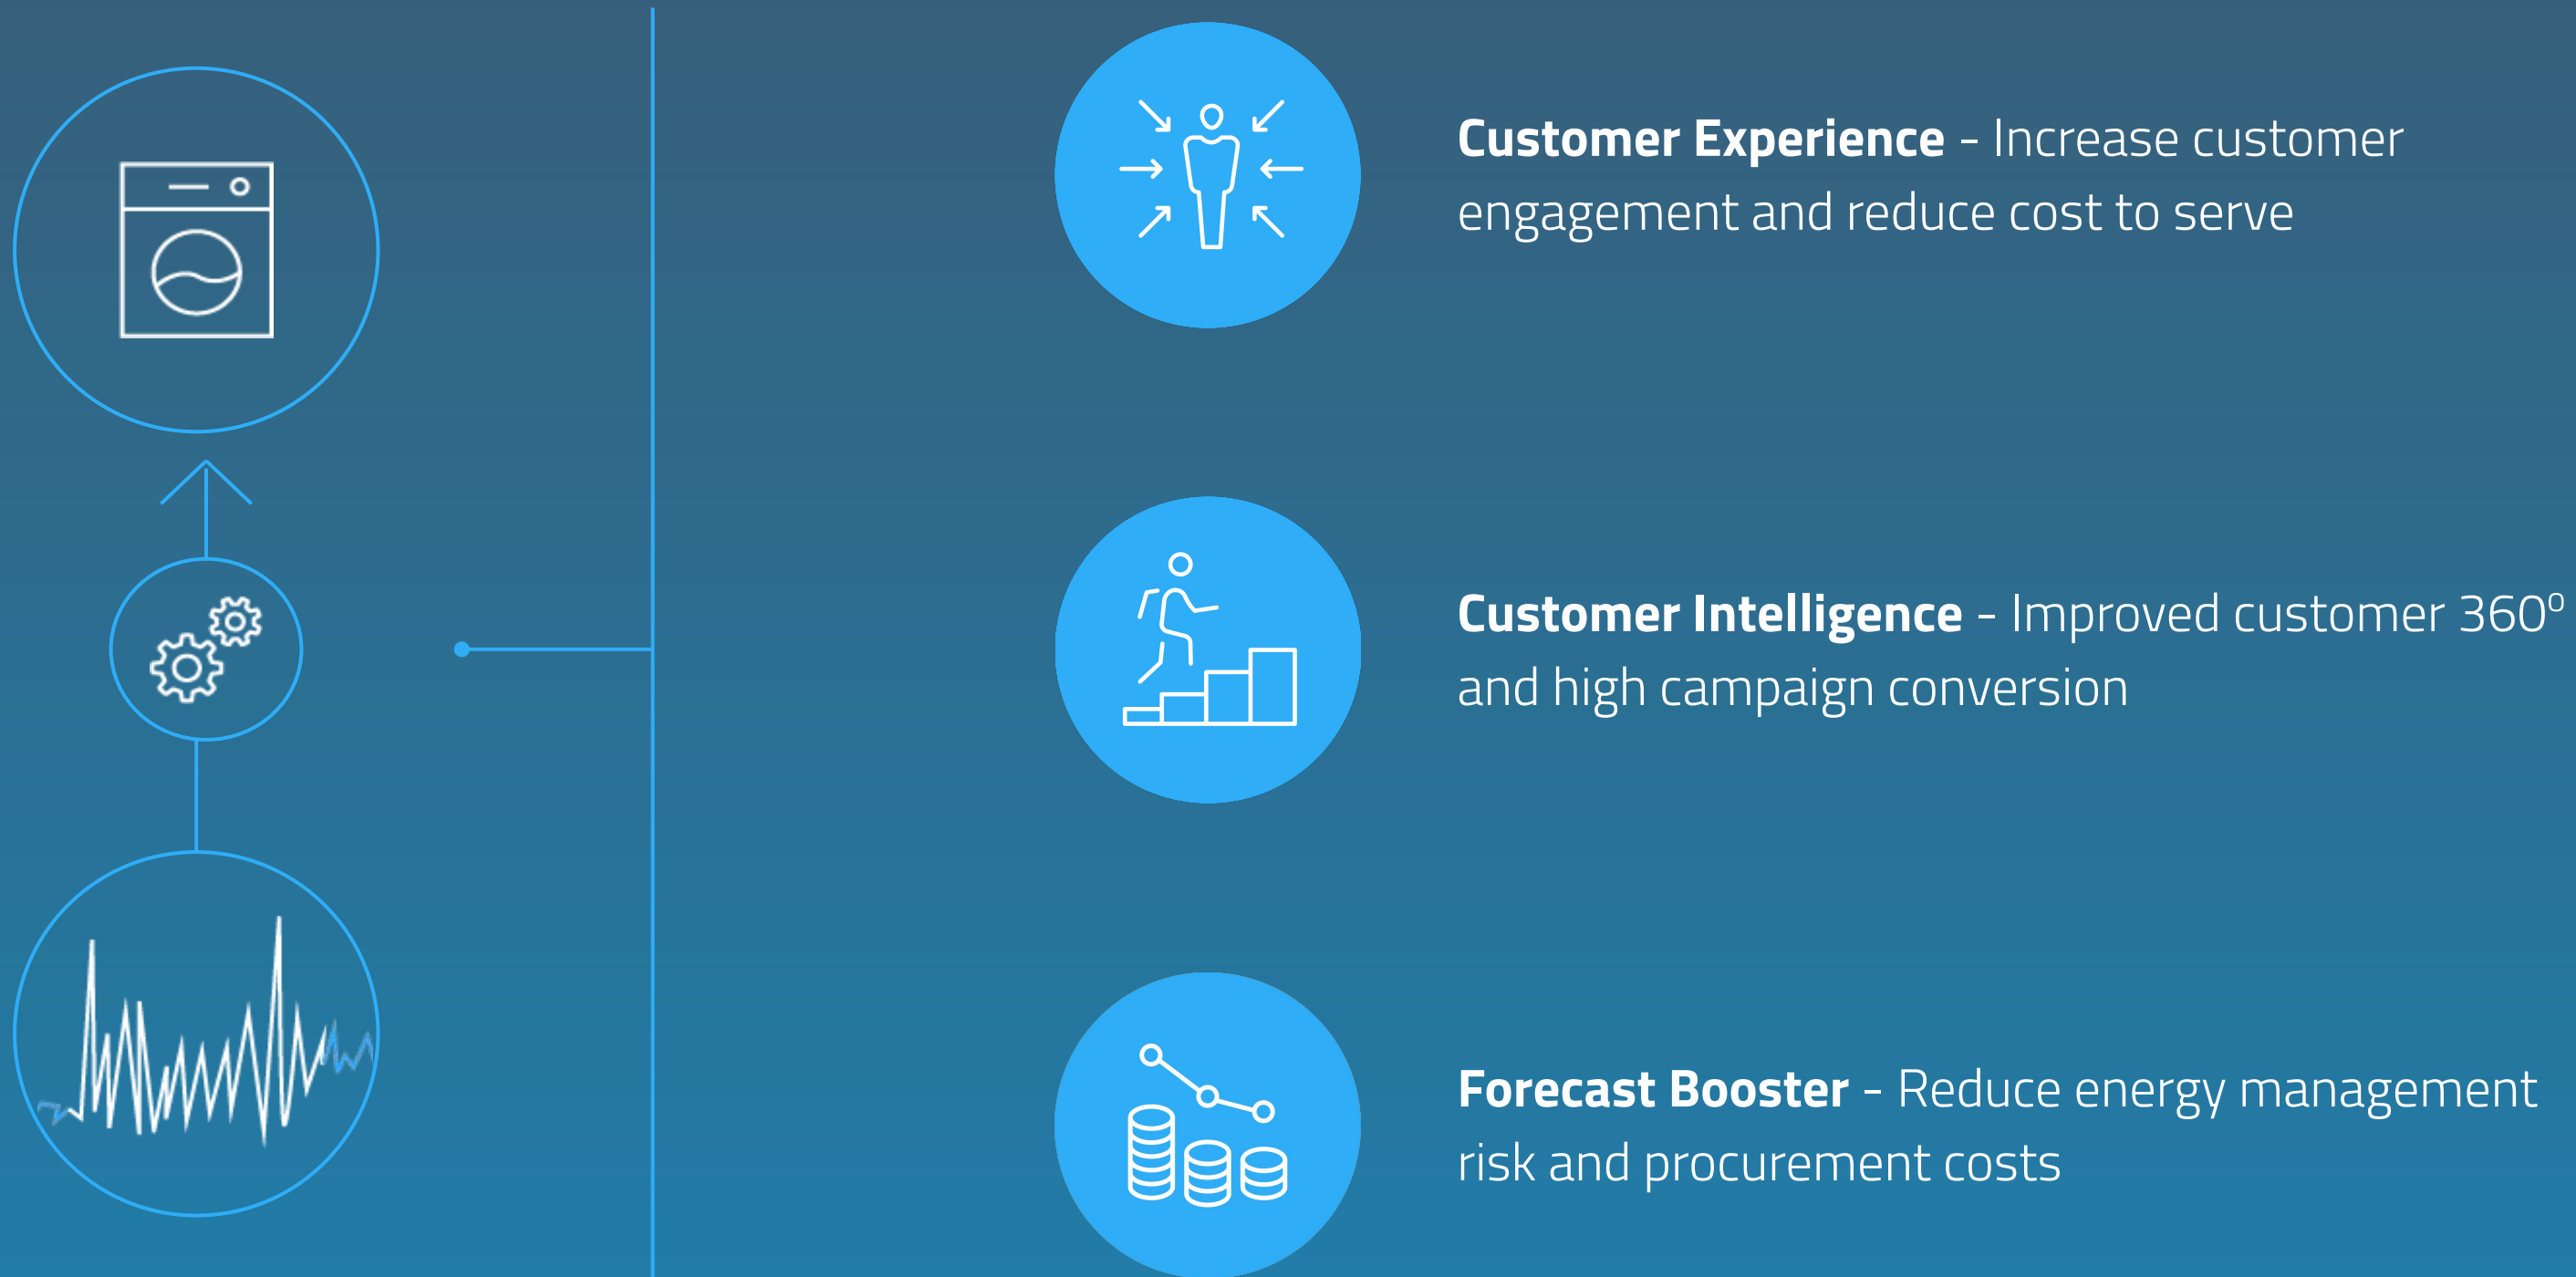 Customer Experience - Increase customer
engagement and reduce cost to serve
Customer Intelligence - Improved customer 360º
and high campaign conversion
Forecast Booster - Reduce energy management
risk and procurement costs